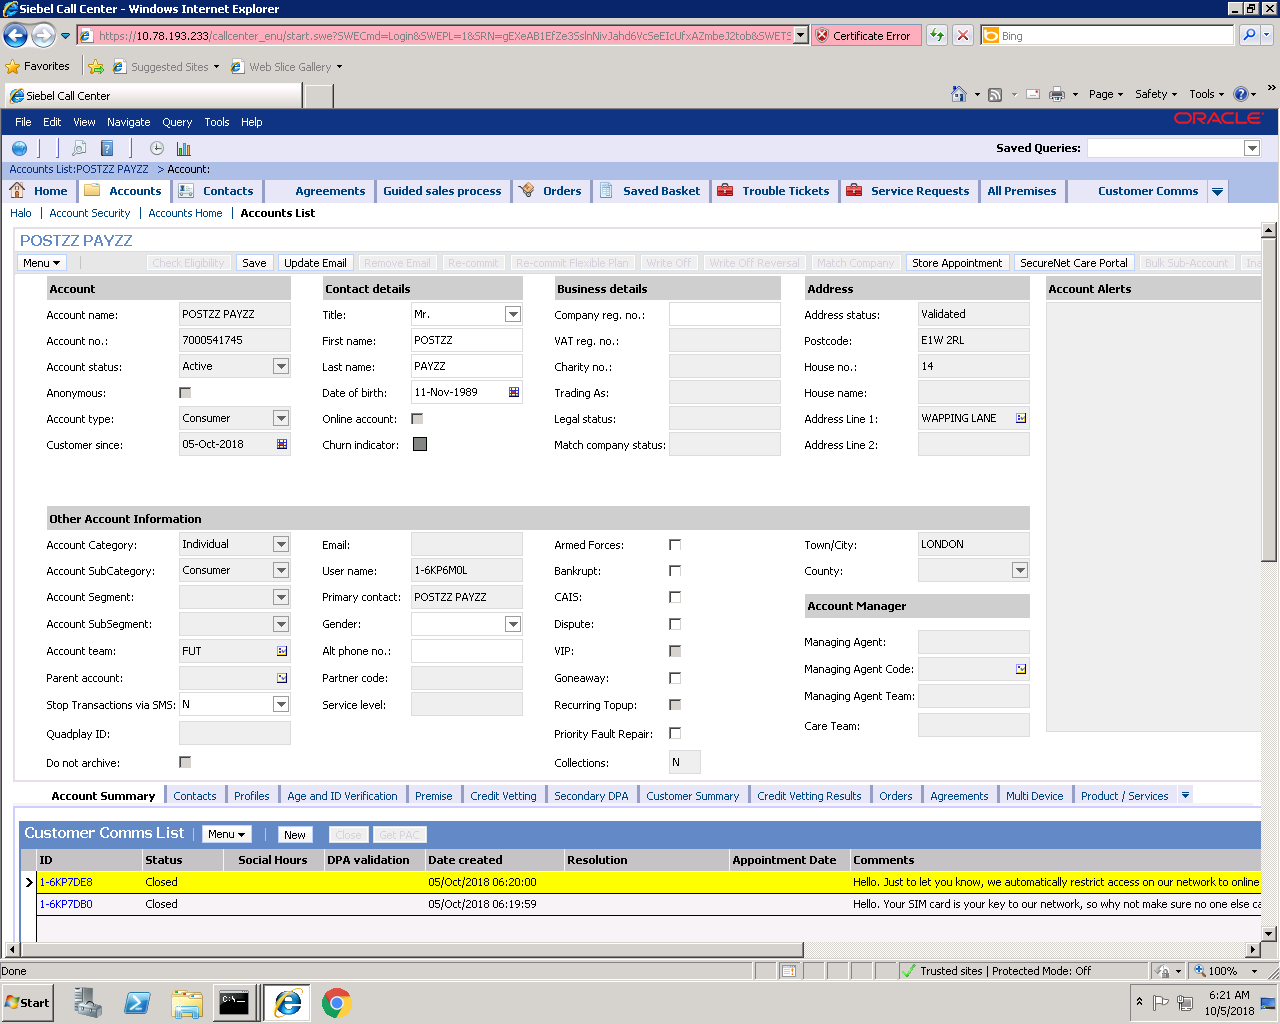 Siebel Call Center - Windows Internet Explorer
https://10.78.193.233/callcenter_enu/start.swe?SWECmd=Login&SWEPL=1&SRN= Certificate Error Bing
Favorites Suggested Sites Web Slice Gallery
Siebel Call Center Page Safety Tools »
File Edit View Navigate Query Tools Help ORACLE
Saved Queries:
Accounts List:POSTZZ PAYZZ > Account:
Home Accounts Contacts Agreements Guided sales process Orders Saved Basket Trouble Tickets Service Requests All Premises Customer Comms
Halo | Account Security | Accounts Home | Accounts List
POSTZZ PAYZZ
Menu Check Eligibility Save Update Email Remove Email Re-commit Re-commit Flexible Plan Write Off Write Off Reversal Match Company Store Appointment SecureNet Care Portal Bulk Sub-Account Ina
Account Contact details Business details Address Account Alerts
Account name: POSTZZ PAYZZ Title: Mr. Company reg. no.: Address status: Validated
Account no.: 7000541745 First name: POSTZZ VAT reg. no.: Postcode: E1W 2RL
Account status: Active Last name: PAYZZ Charity no.: House no.: 14
Anonymous: Date of birth: 11-Nov-1989 Trading As: House name:
Account type: Consumer Online account: Legal status: Address Line 1: WAPPING LANE
Customer since: 05-Oct-2018 Churn indicator: Match company status: Address Line 2:
Other Account Information
Account Category: Individual Email: Armed Forces: Town/City: LONDON
Account SubCategory: Consumer User name: 1-6KP6M0L Bankrupt: County:
Account Segment: Primary contact: POSTZZ PAYZZ CAIS: Account Manager
Account SubSegment: Gender: Dispute:
Account team: FUT Alt phone no.: VIP: Managing Agent:
Parent account: Partner code: Goneaway: Managing Agent Code:
Stop Transactions via SMS: N Service level: Recurring Topup: Managing Agent Team:
Quadplay ID: Priority Fault Repair: Care Team:
Do not archive: Collections: N
Account Summary Contacts Profiles Age and ID Verification Premise Credit Vetting Secondary DPA Customer Summary Credit Vetting Results Orders Agreements Multi Device Product / Services
Customer Comms List Menu New Close Get PAC
ID Status Social Hours DPA validation Date created Resolution Appointment Date Comments
1-6KP7DE8 Closed 05/Oct/2018 06:20:00 Hello. Just to let you know, we automatically restrict access on our network to online
1-6KP7DB0 Closed 05/Oct/2018 06:19:59 Hello. Your SIM card is your key to our network, so why not make sure no one else ca
Done Trusted sites | Protected Mode: Off 100%
Start 6:21 AM
10/5/2018